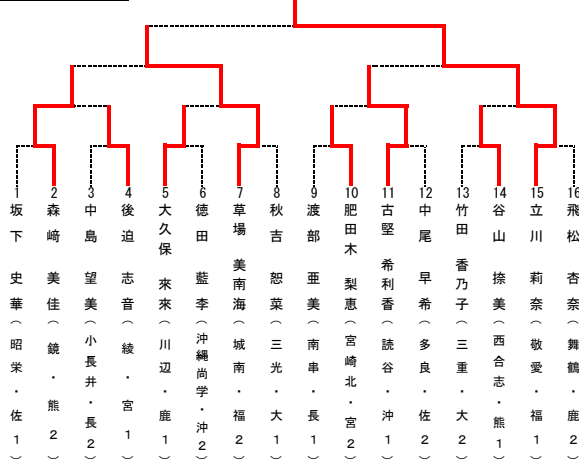 1 坂下 史華（昭栄・佐1）
2 森﨑 美佳（鏡・熊2）
3 中島 望美（小長井・長2）
4 後迫 志音（綾・宮1）
5 大久保 來來（川辺・鹿1）
6 徳田 藍李（沖縄尚学・沖2）
7 草場 美南海（城南・福2）
8 秋吉 恕菜（三光・大1）
9 渡部 亜美（南串・長1）
10 肥田木 梨恵（宮崎北・宮2）
11 古堅 希利香（読谷・沖1）
12 中尾 早希（多良・佐2）
13 竹田 香乃子（三重・大2）
14 谷山 捺美（西合志・熊1）
15 立川 莉奈（敬愛・福1）
16 飛松 杏奈（舞鶴・鹿2）